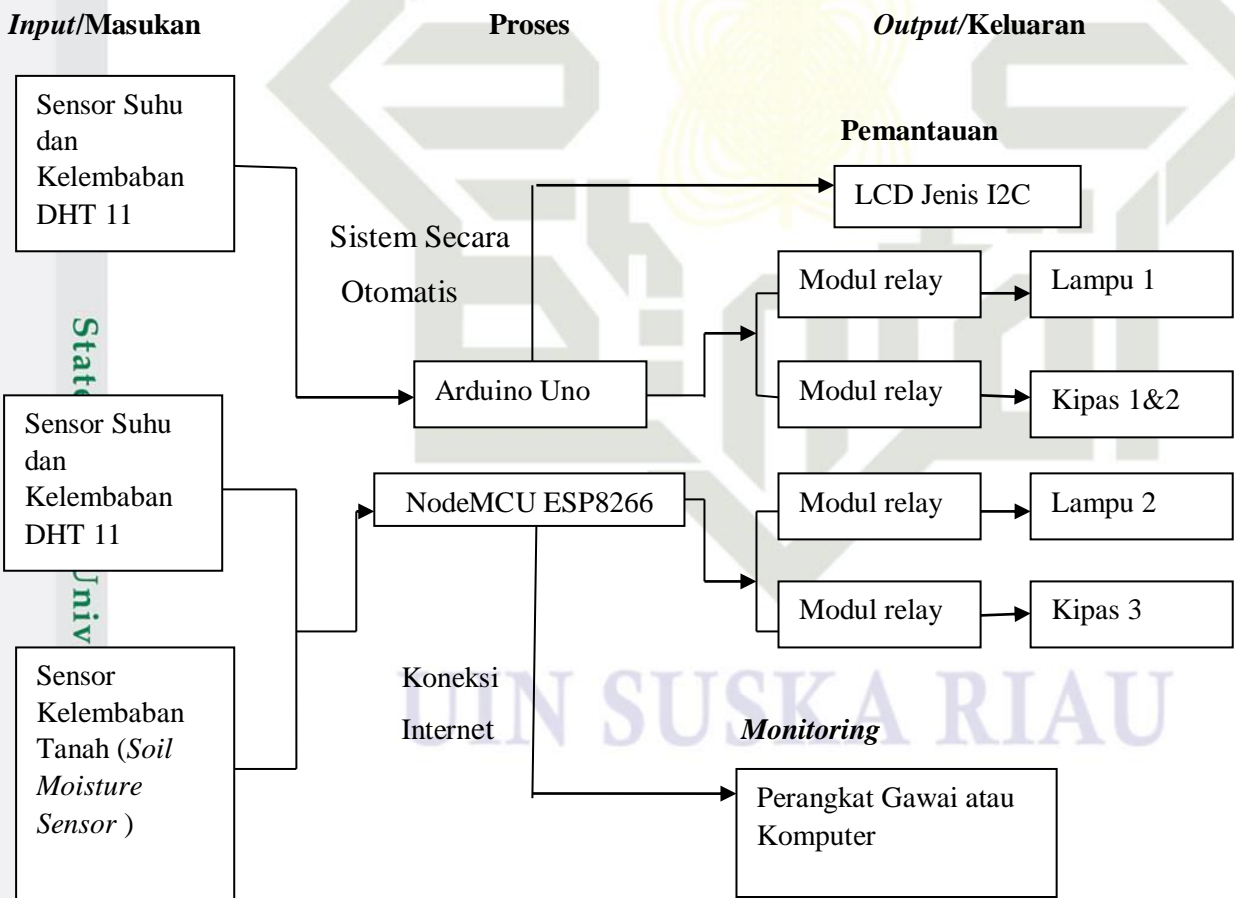 Input/Masukan
Proses
Output/Keluaran
Sensor Suhu
dan
Kelembaban
DHT 11
Pemantauan
LCD Jenis I2C
Sistem Secara
Otomatis
Modul relay
Lampu 1
Arduino Uno
Modul relay
Kipas 1&2
Sensor Suhu
dan
Kelembaban
DHT 11
NodeMCU ESP8266
Modul relay
Lampu 2
Modul relay
Kipas 3
Sensor
Kelembaban
Tanah (Soil
Moisture
Sensor )
Koneksi
Internet
Monitoring
Perangkat Gawai atau
Komputer
State
Univ
UIN SUSKA RIAU